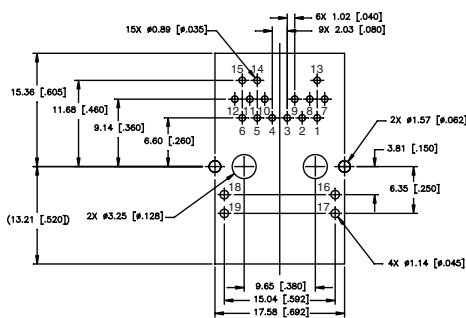 6X 1.02 [.040]
15X ø0.89 [ø.035]
9X 2.03 [.080]
15 14 13
12 11 10 9 8 7
6 5 4 3 2 1
15.36 [.605]
11.68 [.460]
9.14 [.360]
6.60 [.260]
2X ø1.57 [ø.062]
3.81 [.150]
6.35 [.250]
(13.21 [.520])
2X ø3.25 [ø.128]
18 16
19 17
4X ø1.14 [ø.045]
9.65 [.380]
15.04 [.592]
17.58 [.692]